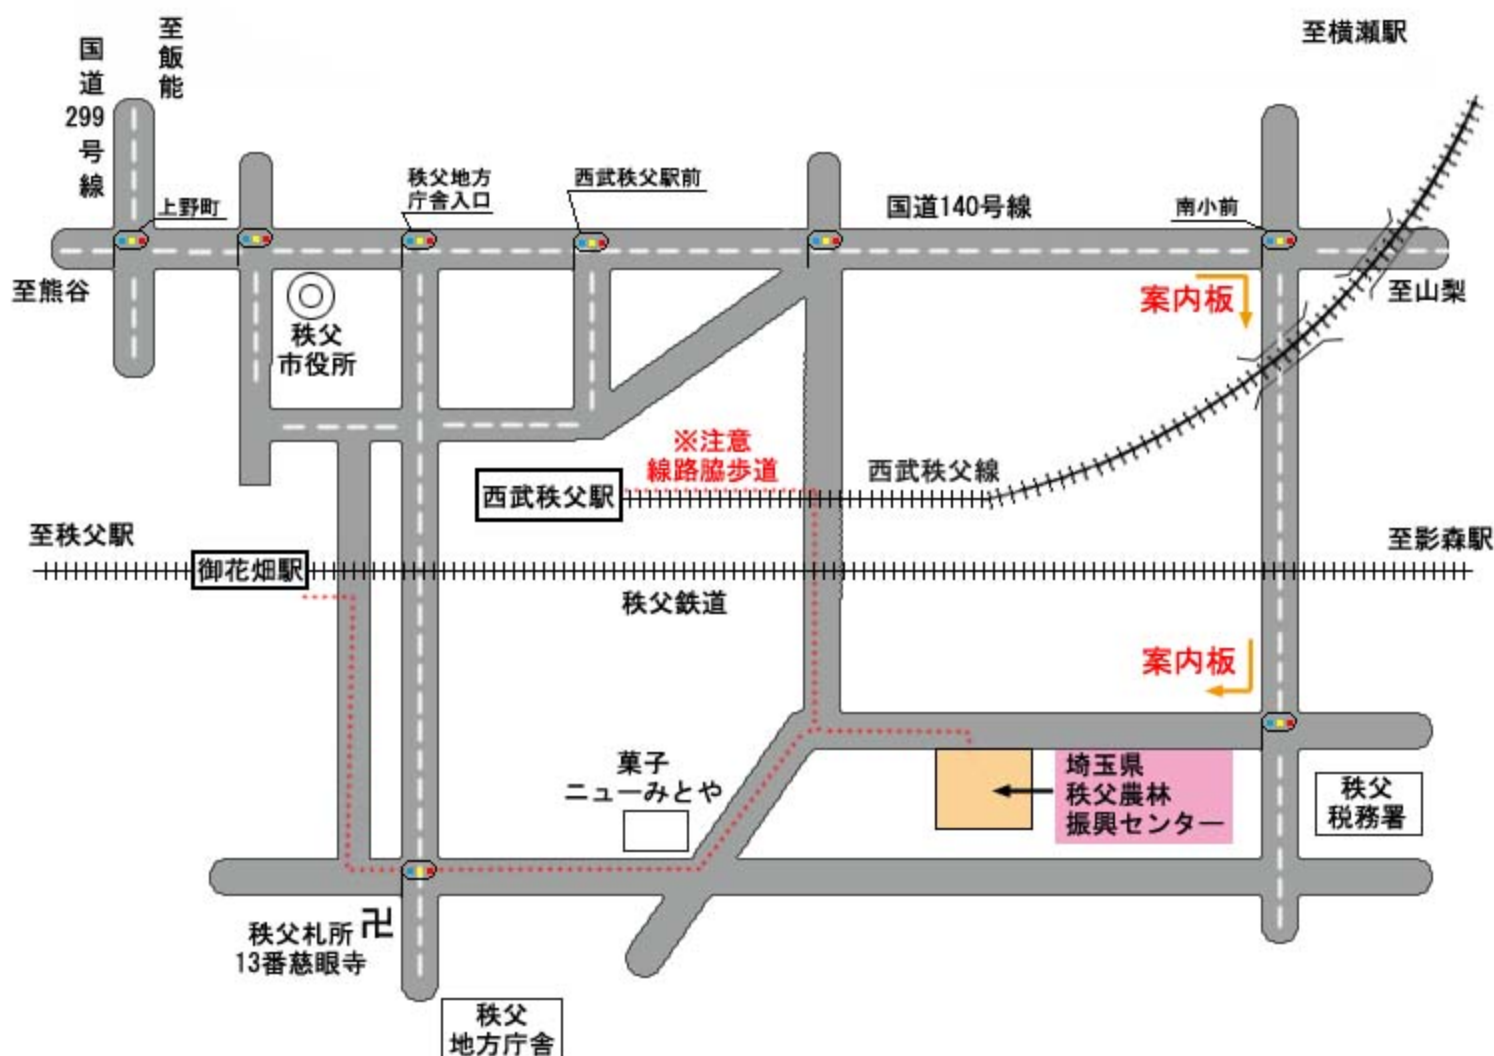 至横瀬駅
至飯能
国道299号線
上野町
秩父地方
庁舎入口
西武秩父駅前
国道140号線
南小前
至熊谷
案内板
至山梨
秩父
市役所
※注意
線路脇歩道
西武秩父線
西武秩父駅
至秩父駅
至影森駅
御花畑駅
秩父鉄道
案内板
菓子
ニューみとや
埼玉県
秩父農林
振興センター
秩父
税務署
秩父札所
13番慈眼寺
卍
秩父
地方庁舎